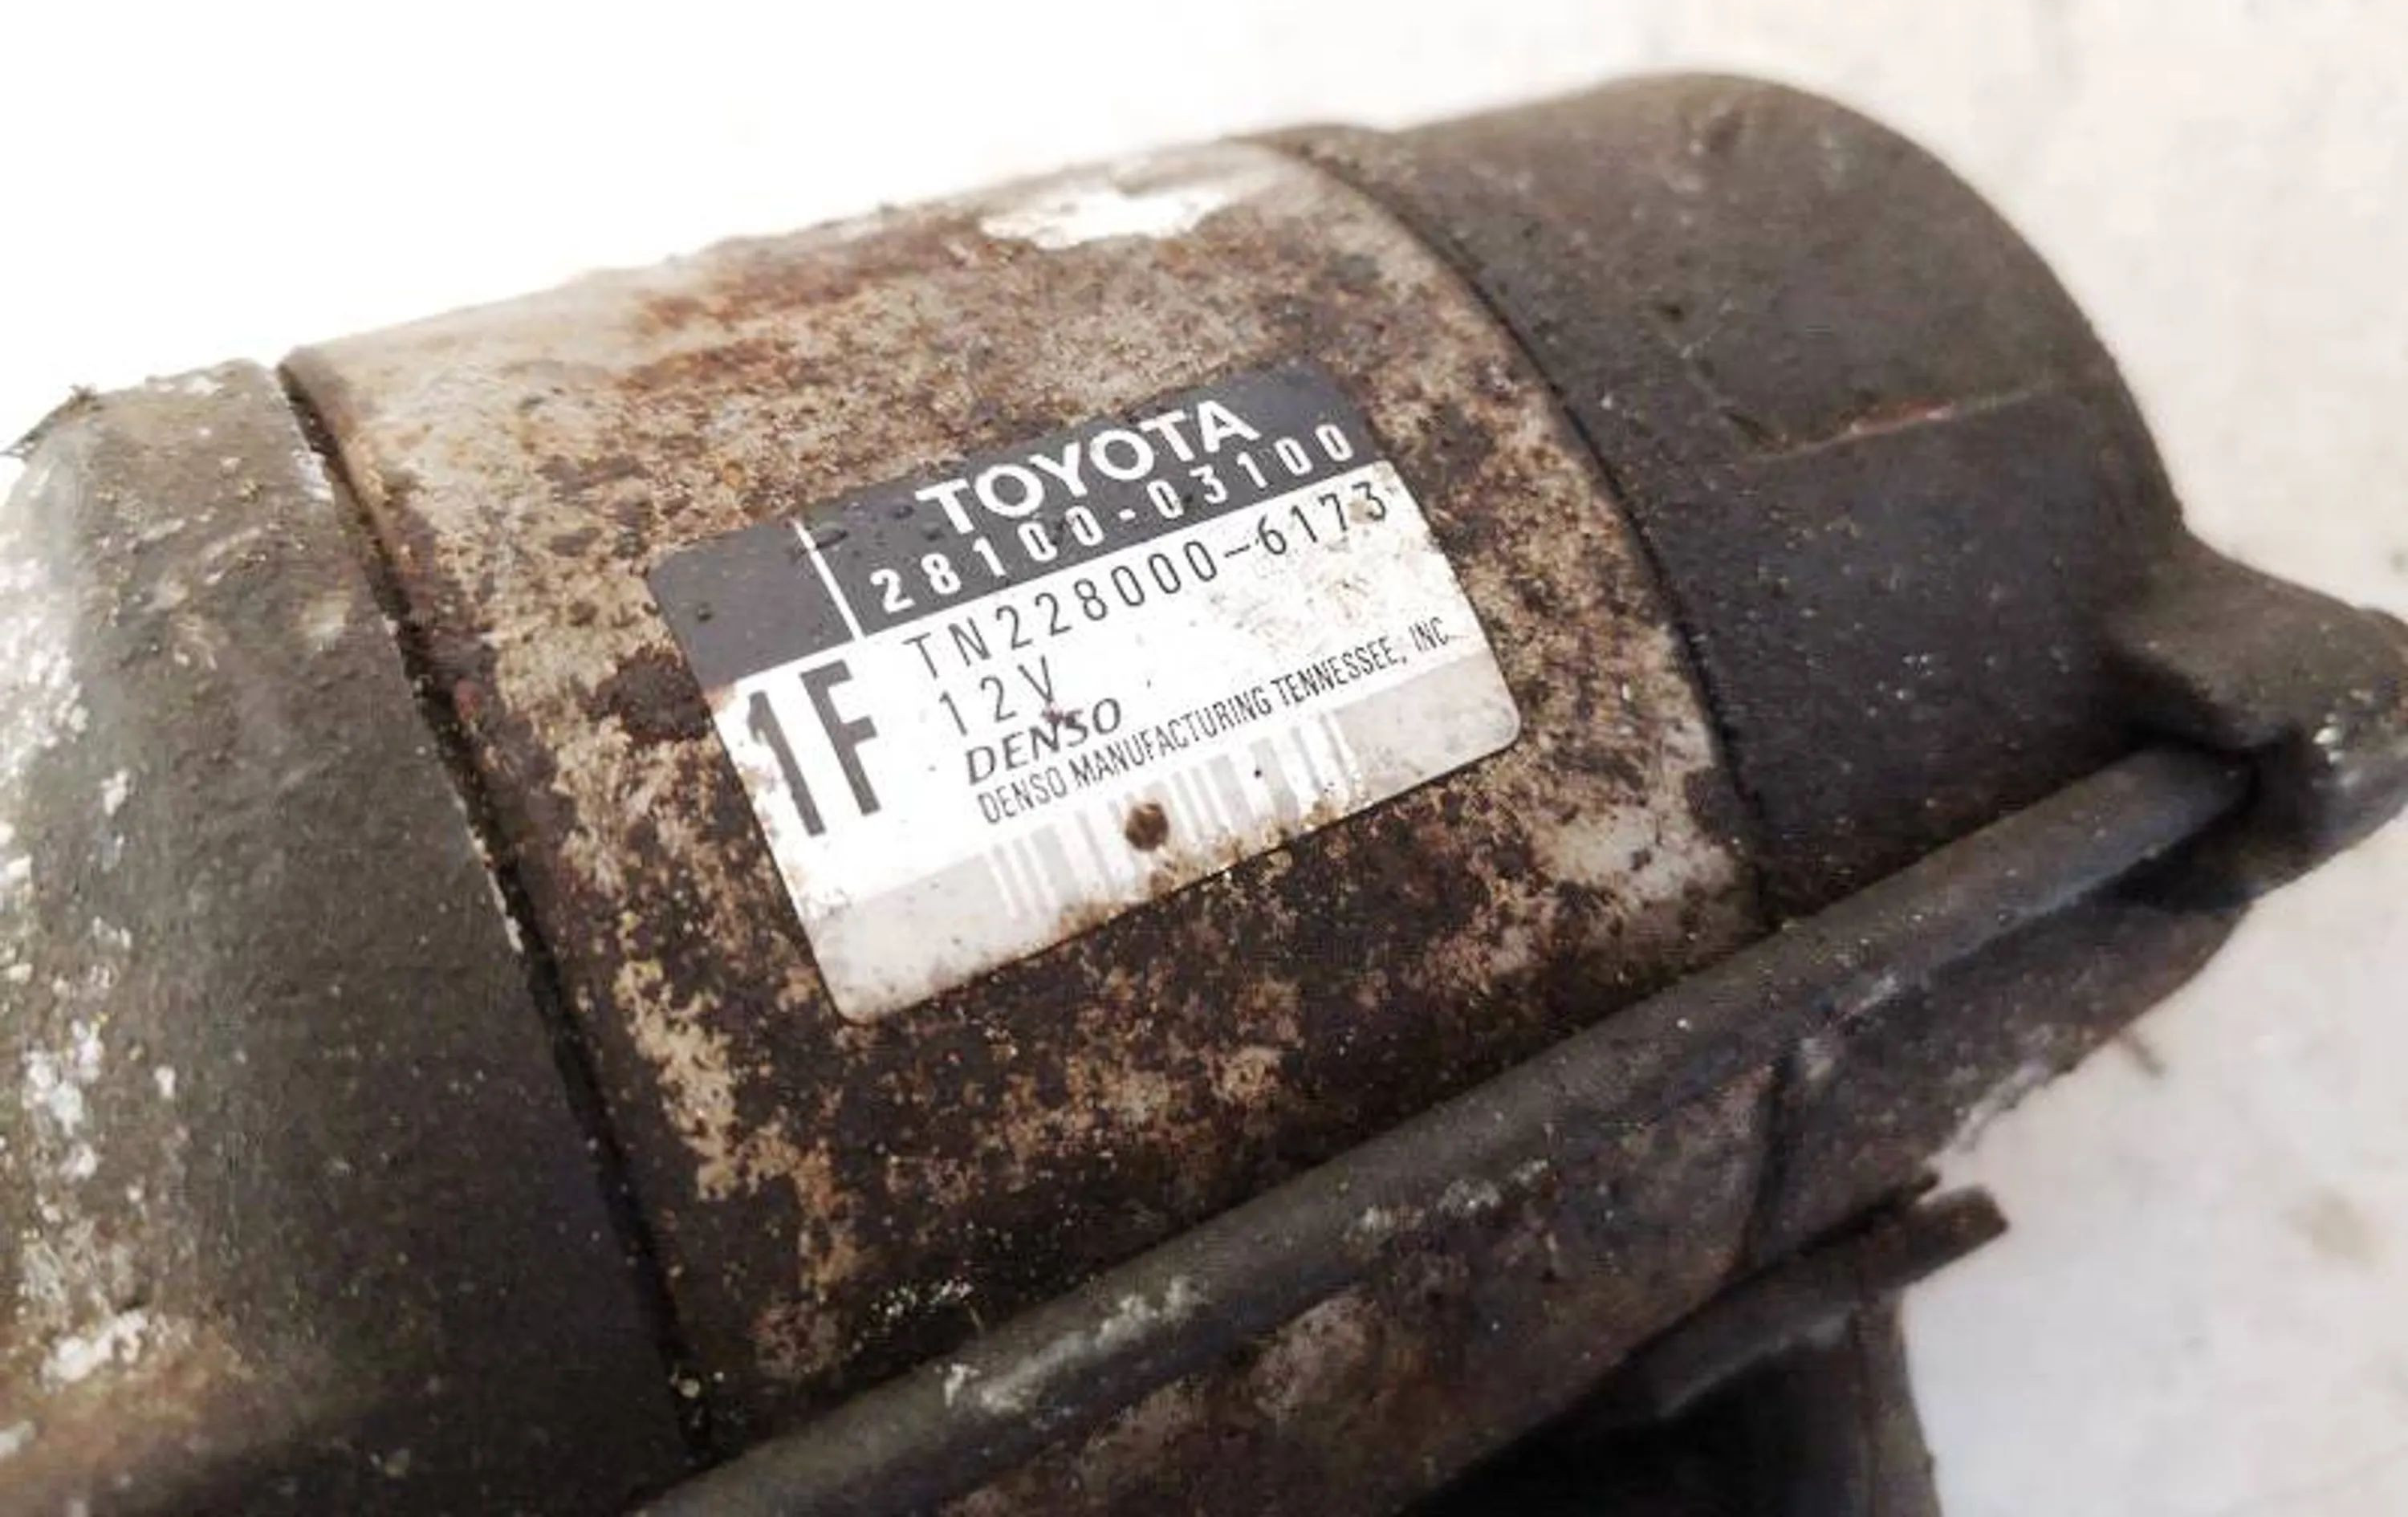 TOYOTA
28100-03100
TN228000-6173
12V
1F
DENSO
DENSO MANUFACTURING TENNESSEE, INC.